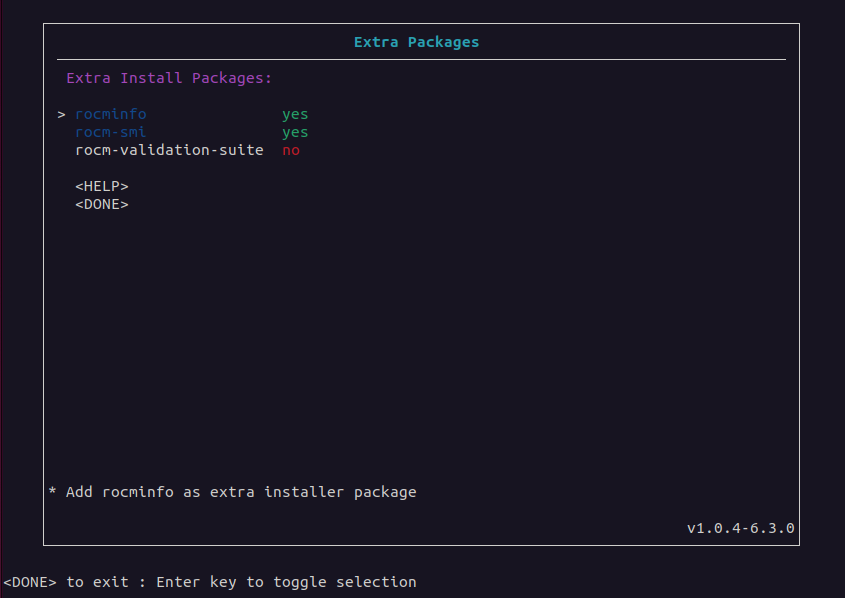 Extra Packages
Extra Install Packages:
> rocminfo yes
rocm-smi yes
rocm-validation-suite no
<HELP>
<DONE>
* Add rocminfo as extra installer package
v1.0.4-6.3.0
<DONE> to exit : Enter key to toggle selection